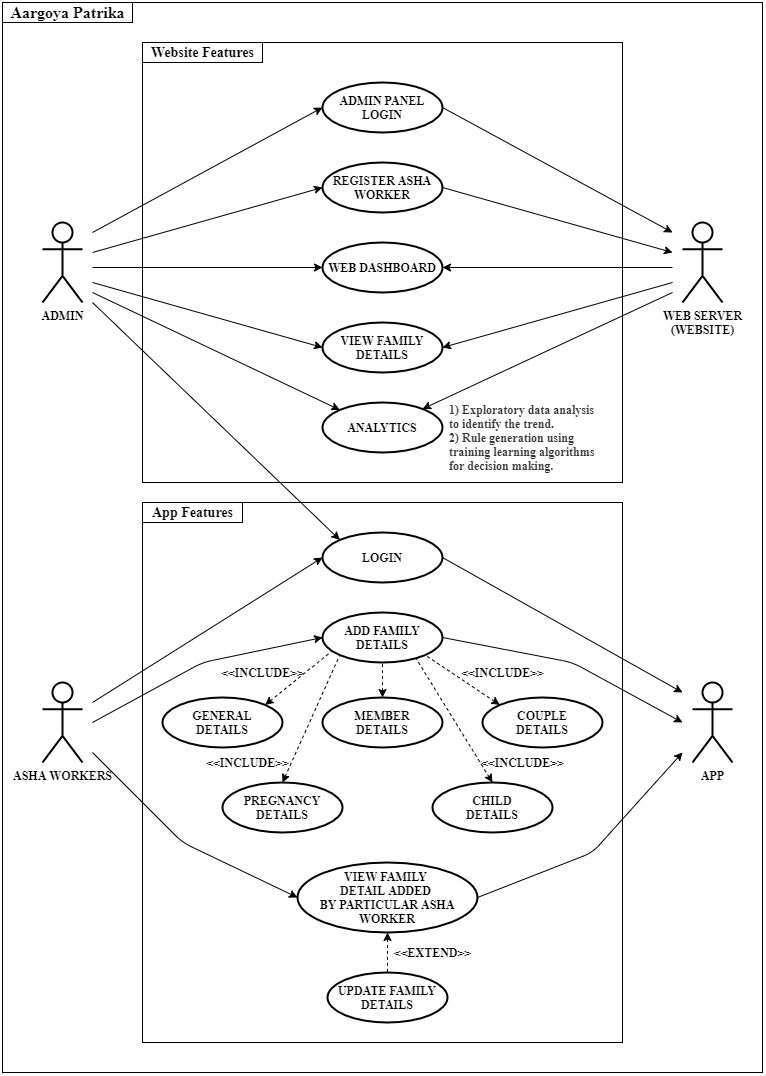 Aargoya Patrika
Website Features
ADMIN PANEL
LOGIN
REGISTER ASHA
WORKER
WEB DASHBOARD
ADMIN
WEB SERVER
(WEBSITE)
VIEW FAMILY
DETAILS
ANALYTICS
1) Exploratory data analysis
to identify the trend.
2) Rule generation using
training learning algorithms
for decision making.
App Features
LOGIN
ADD FAMILY
DETAILS
<<INCLUDE>>
<<INCLUDE>>
GENERAL
DETAILS
MEMBER
DETAILS
COUPLE
DETAILS
<<INCLUDE>>
<<INCLUDE>>
ASHA WORKERS
APP
PREGNANCY
DETAILS
CHILD
DETAILS
VIEW FAMILY
DETAIL ADDED
BY PARTICULAR ASHA
WORKER
<<EXTEND>>
UPDATE FAMILY
DETAILS